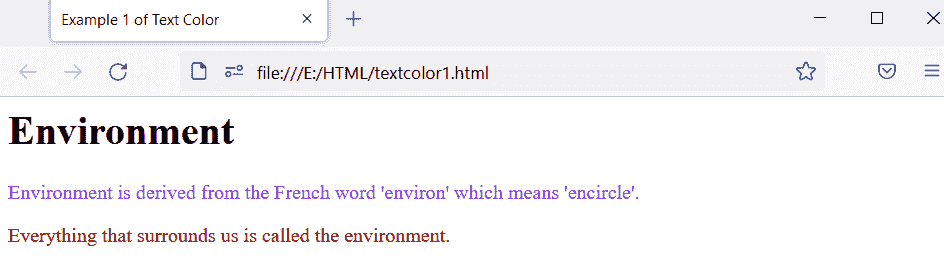 Example 1 of Text Color
file:///E:/HTML/textcolor1.html
Environment
Environment is derived from the French word 'environ' which means 'encircle'.
Everything that surrounds us is called the environment.